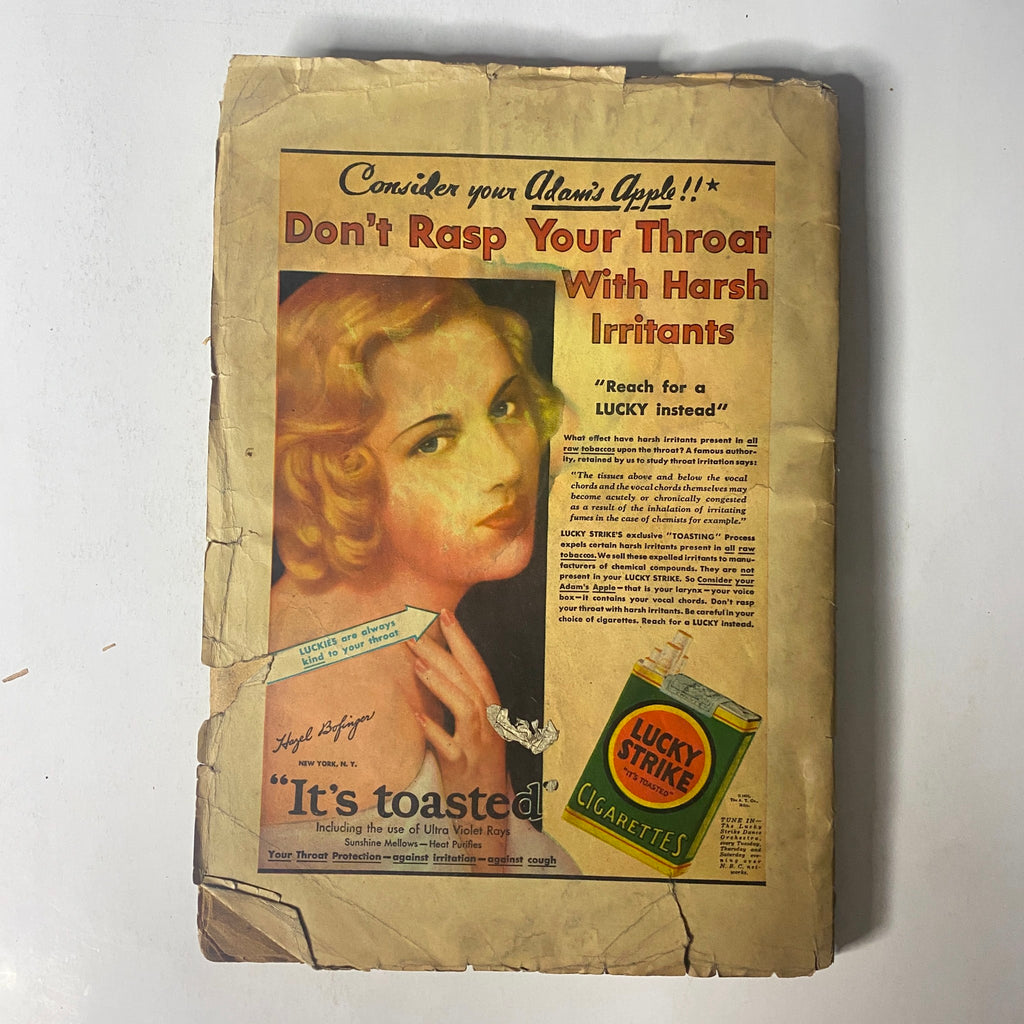 Consider your Adam's Apple!!*
Don't Rasp Your Throat
With Harsh
Irritants
"Reach for a
LUCKY instead"
What effect have harsh irritants present in all
raw tobaccos upon the throat? A famous author-
ity, retained by us to study throat irritation says:
"The tissues above and below the vocal
chords and the vocal chords themselves may
become acutely or chronically congested
as a result of the inhalation of irritating
fumes in the case of chemists for example."
LUCKY STRIKE'S exclusive "TOASTING" Process
expels certain harsh irritants present in all raw
tobaccos. We sell these expelled irritants to manu-
facturers of chemical compounds. They are not
present in your LUCKY STRIKE. So Consider your
Adam's Apple—that is your larynx—your voice
box—it contains your vocal chords. Don't rasp
your throat with harsh irritants. Be careful in your
choice of cigarettes. Reach for a LUCKY instead.
LUCKIES are always
kind to your throat
Hazel Bofinger
NEW YORK, N. Y.
"It's toasted"
Including the use of Ultra Violet Rays
Sunshine Mellows—Heat Purifies
Your Throat Protection—against irritation—against cough
LUCKY
STRIKE
"IT'S TOASTED"
CIGARETTES
The A. T. Co.,
Mfrs.
TUNE IN—
The Lucky
Strike Dance
Orchestra,
every Tuesday,
Thursday and
Saturday eve-
ning over
N. B. C. net-
works.